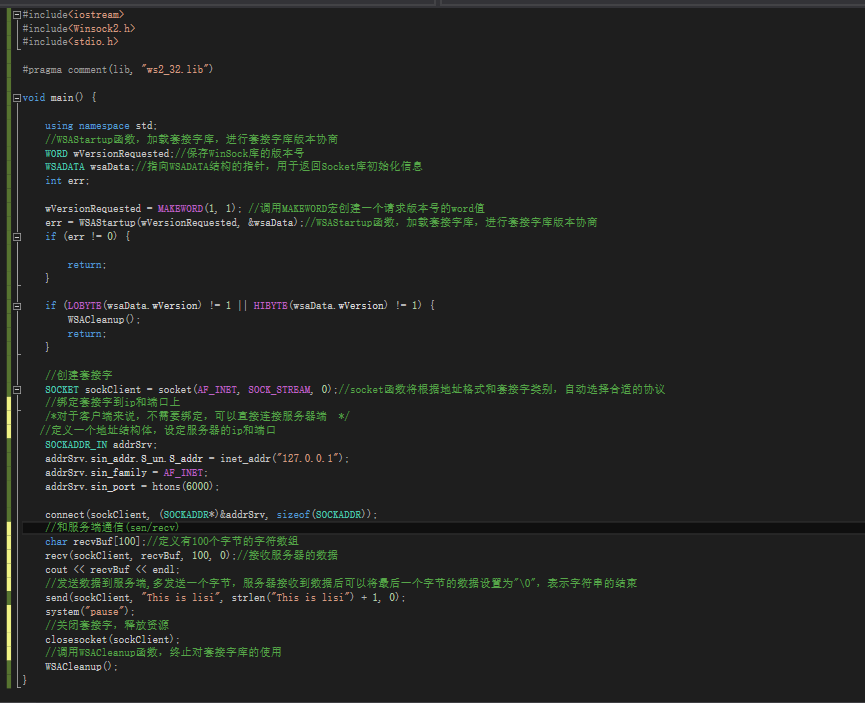 #include<iostream>
#include<Winsock2.h>
#include<stdio.h>
#pragma comment(lib, "ws2_32.lib")
void main() {
using namespace std;
//WSAStartup函数，加载套接字库，进行套接字库版本协商
WORD wVersionRequested;//保存WinSock库的版本号
WSADATA wsaData;//指向WSADATA结构的指针，用于返回Socket库初始化信息
int err;
wVersionRequested = MAKEWORD(1, 1); //调用MAKEWORD宏创建一个请求版本号的word值
err = WSAStartup(wVersionRequested, &wsaData);//WSAStartup函数，加载套接字库，进行套接字库版本协商
if (err != 0) {
return;
}
if (LOBYTE(wsaData.wVersion) != 1 || HIBYTE(wsaData.wVersion) != 1) {
WSACleanup();
return;
}
//创建套接字
SOCKET sockClient = socket(AF_INET, SOCK_STREAM, 0);//socket函数将根据地址格式和套接字类别，自动选择合适的协议
//绑定套接字到ip和端口上
/*对于客户端来说，不需要绑定，可以直接连接服务器端  */
//定义一个地址结构体，设定服务器的ip和端口
SOCKADDR_IN addrSrv;
addrSrv.sin_addr.S_un.S_addr = inet_addr("127.0.0.1");
addrSrv.sin_family = AF_INET;
addrSrv.sin_port = htons(6000);
connect(sockClient, (SOCKADDR*)&addrSrv, sizeof(SOCKADDR));
//和服务端通信(sen/recv)
char recvBuf[100];//定义有100个字节的字符数组
recv(sockClient, recvBuf, 100, 0);//接收服务器的数据
cout << recvBuf << endl;
//发送数据到服务端,多发送一个字节，服务器接收到数据后可以将最后一个字节的数据设置为"\0"，表示字符串的结束
send(sockClient, "This is lisi", strlen("This is lisi") + 1, 0);
system("pause");
//关闭套接字，释放资源
closesocket(sockClient);
//调用WSACleanup函数，终止对套接字库的使用
WSACleanup();
}